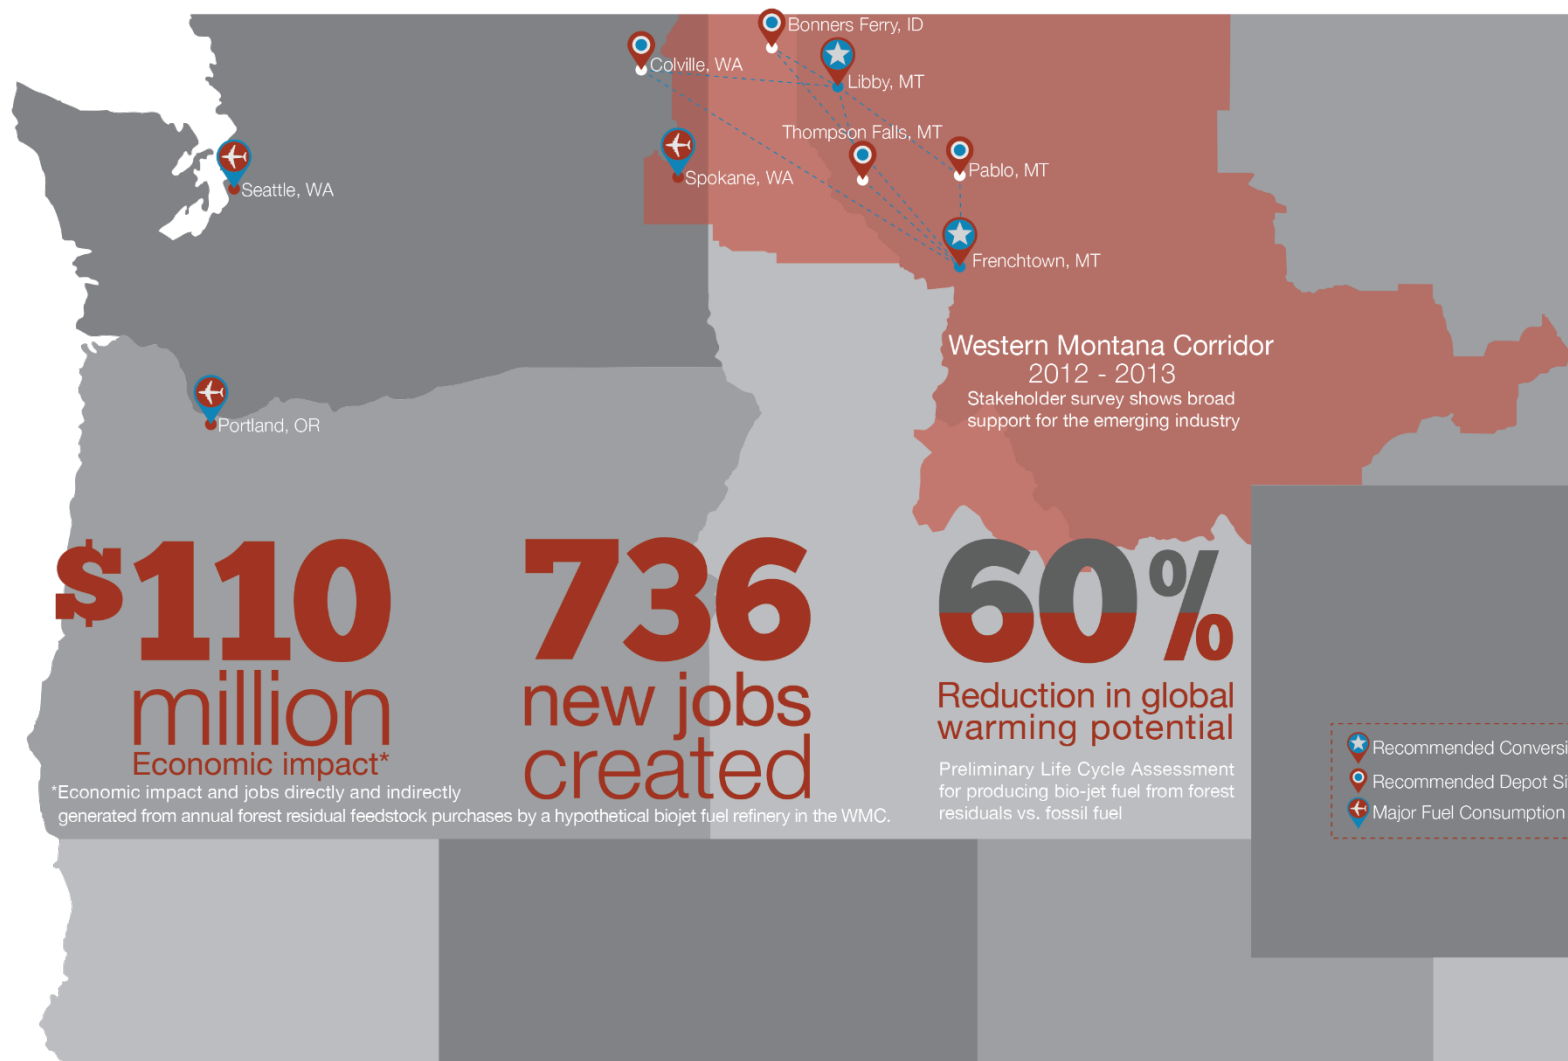 Bonners Ferry, ID
Colville, WA
Libby, MT
Thompson Falls, MT
Pablo, MT
Spokane, WA
Seattle, WA
Frenchtown, MT
Western Montana Corridor
2012 - 2013
Stakeholder survey shows broad
support for the emerging industry
Portland, OR
$110
million
Economic impact*
736
new jobs
created
*Economic impact and jobs directly and indirectly
generated from annual forest residual feedstock purchases by a hypothetical biojet fuel refinery in the WMC.
60%
Reduction in global
warming potential
Preliminary Life Cycle Assessment
for producing bio-jet fuel from forest
residuals vs. fossil fuel
Recommended Conversi
Recommended Depot Si
Major Fuel Consumption